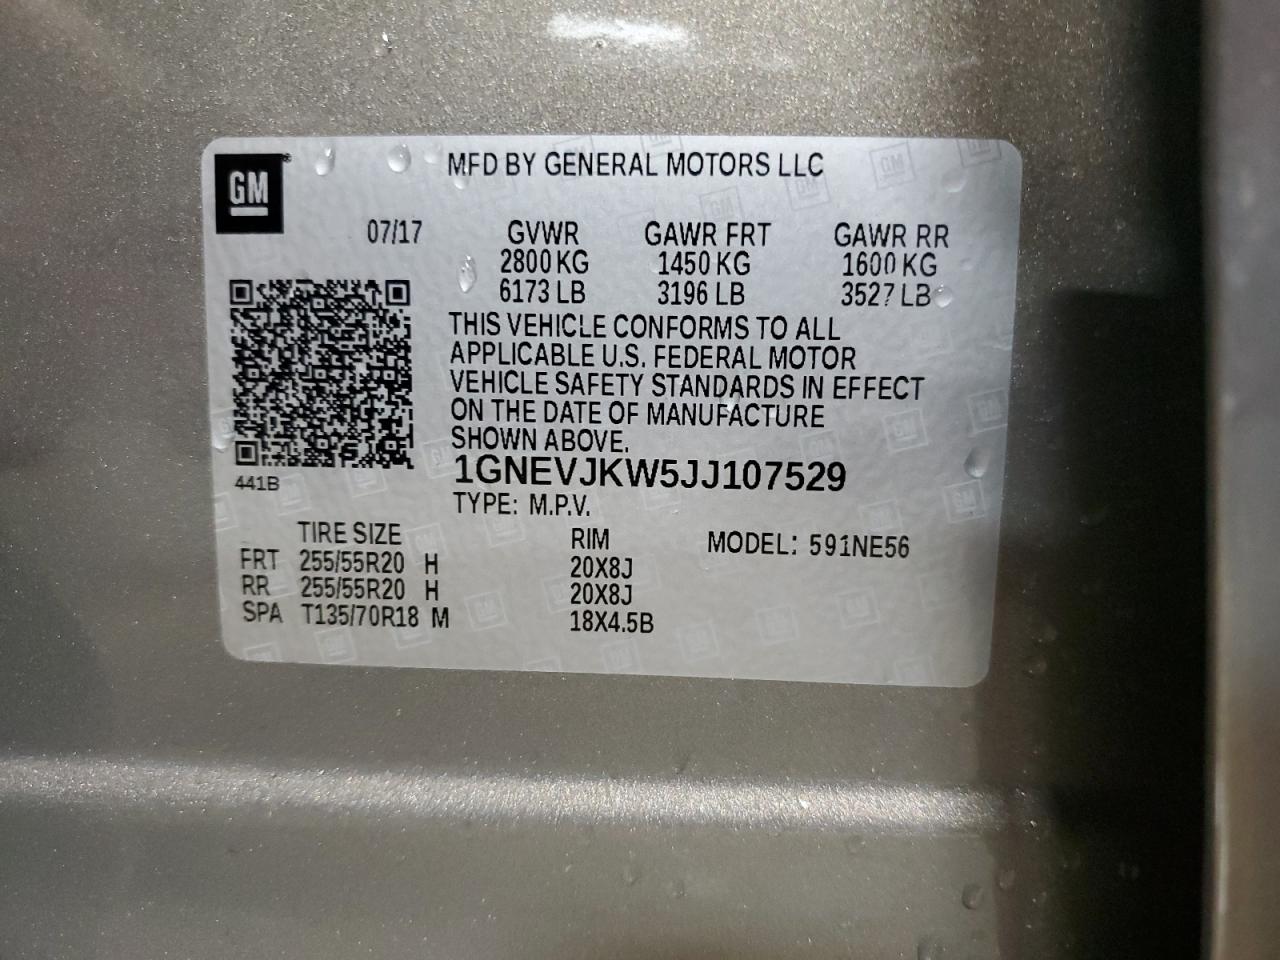 GM
MFD BY GENERAL MOTORS LLC
07/17 GVWR GAWR FRT GAWR RR
2800 KG 1450 KG 1600 KG
6173 LB 3196 LB 3527 LB
THIS VEHICLE CONFORMS TO ALL
APPLICABLE U.S. FEDERAL MOTOR
VEHICLE SAFETY STANDARDS IN EFFECT
ON THE DATE OF MANUFACTURE
SHOWN ABOVE.
441B
1GNEVJKW5JJ107529
TYPE: M.P.V.
TIRE SIZE RIM MODEL: 591NE56
FRT 255/55R20 H 20X8J
RR 255/55R20 H 20X8J
SPA T135/70R18 M 18X4.5B